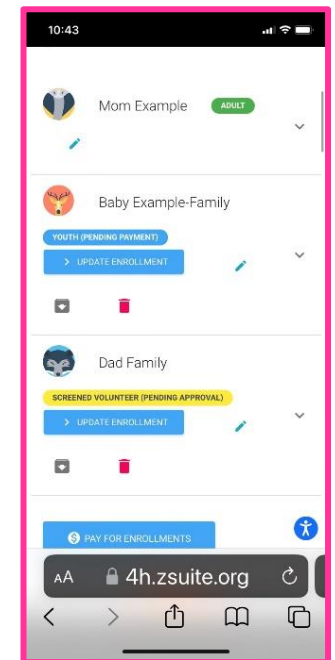 10:43
Mom Example ADULT
Baby Example-Family
YOUTH (PENDING PAYMENT)
> UPDATE ENROLLMENT
Dad Family
SCREENED VOLUNTEER (PENDING APPROVAL)
> UPDATE ENROLLMENT
$ PAY FOR ENROLLMENTS
AA 4h.zsuite.org